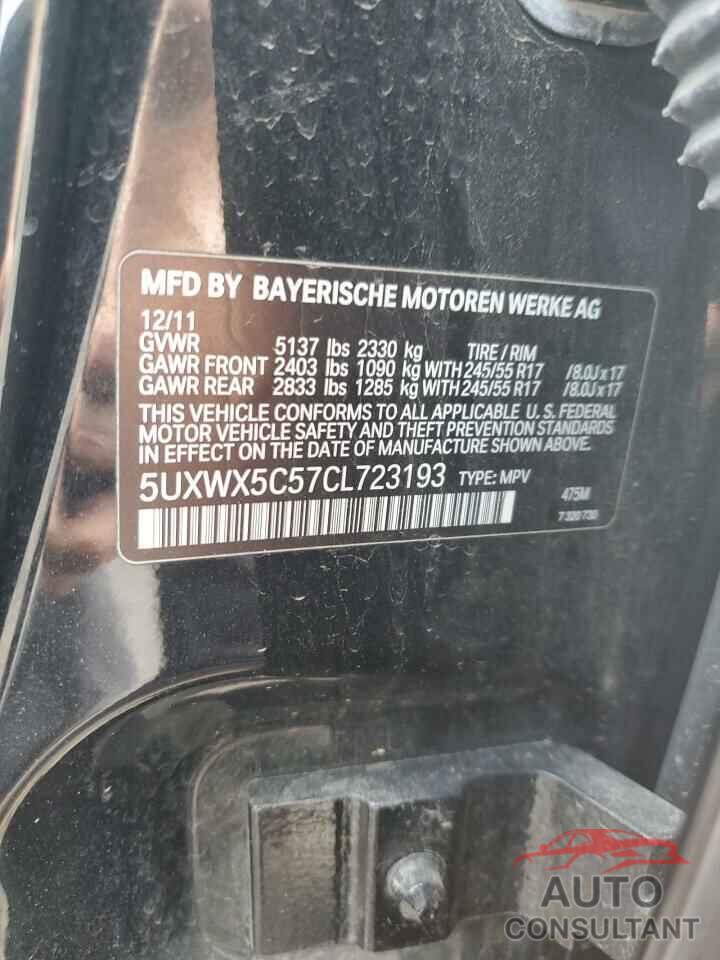 MFD BY BAYERISCHE MOTOREN WERKE AG
12/11
GVWR 5137 lbs 2330 kg TIRE / RIM
GAWR FRONT 2403 lbs 1090 kg WITH 245/55 R17 /8.0J x 17
GAWR REAR 2833 lbs 1285 kg WITH 245/55 R17 /8.0J x 17
THIS VEHICLE CONFORMS TO ALL APPLICABLE U.S. FEDERAL
MOTOR VEHICLE SAFETY AND THEFT PREVENTION STANDARDS
IN EFFECT ON THE DATE OF MANUFACTURE SHOWN ABOVE.
5UXWX5C57CL723193 TYPE: MPV
475M
7 320 730
AUTO
CONSULTANT